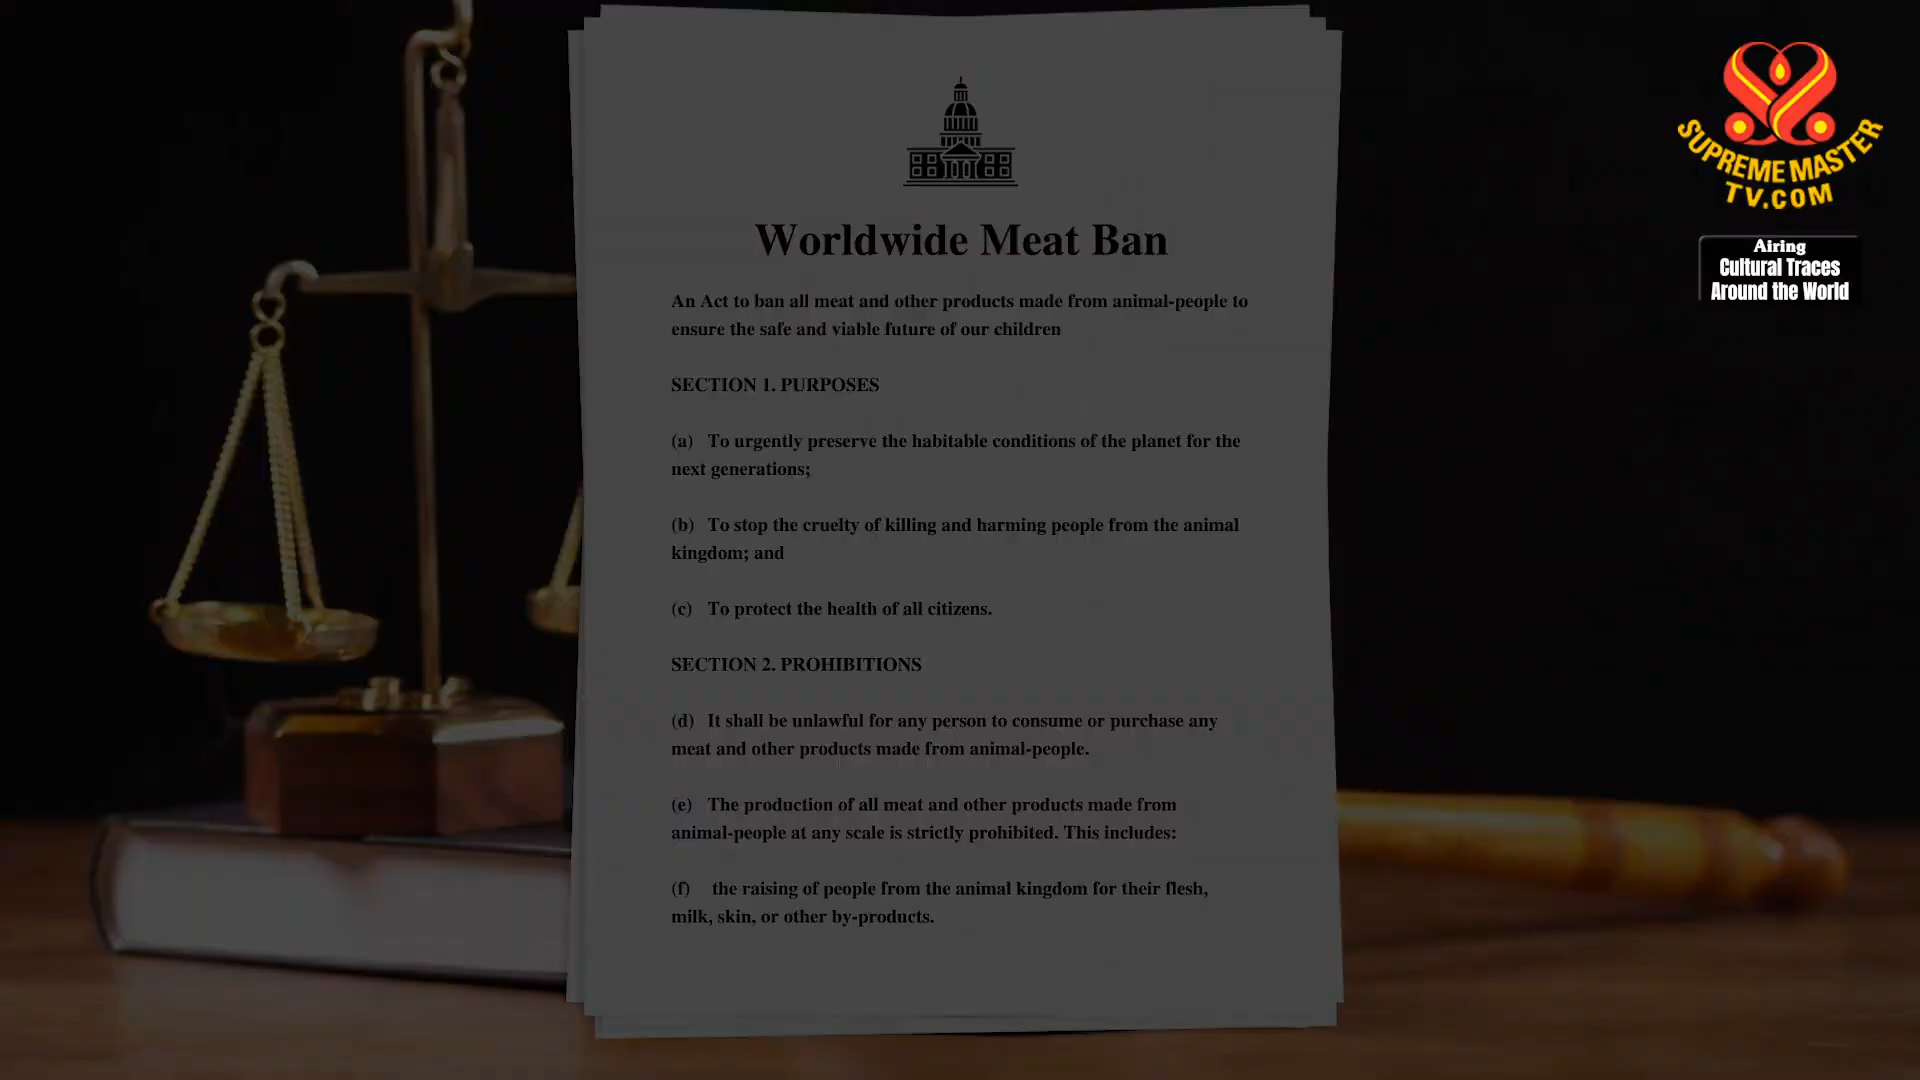 Worldwide Meat Ban
An Act to ban all meat and other products made from animal-people to
ensure the safe and viable future of our children
SECTION 1. PURPOSES
(a) To urgently preserve the habitable conditions of the planet for the
next generations;
(b) To stop the cruelty of killing and harming people from the animal
kingdom; and
(c) To protect the health of all citizens.
SECTION 2. PROHIBITIONS
(d) It shall be unlawful for any person to consume or purchase any
meat and other products made from animal-people.
(e) The production of all meat and other products made from
animal-people at any scale is strictly prohibited. This includes:
(f) the raising of people from the animal kingdom for their flesh,
milk, skin, or other by-products.
SUPREME MASTER
TV.COM
Airing
Cultural Traces
Around the World